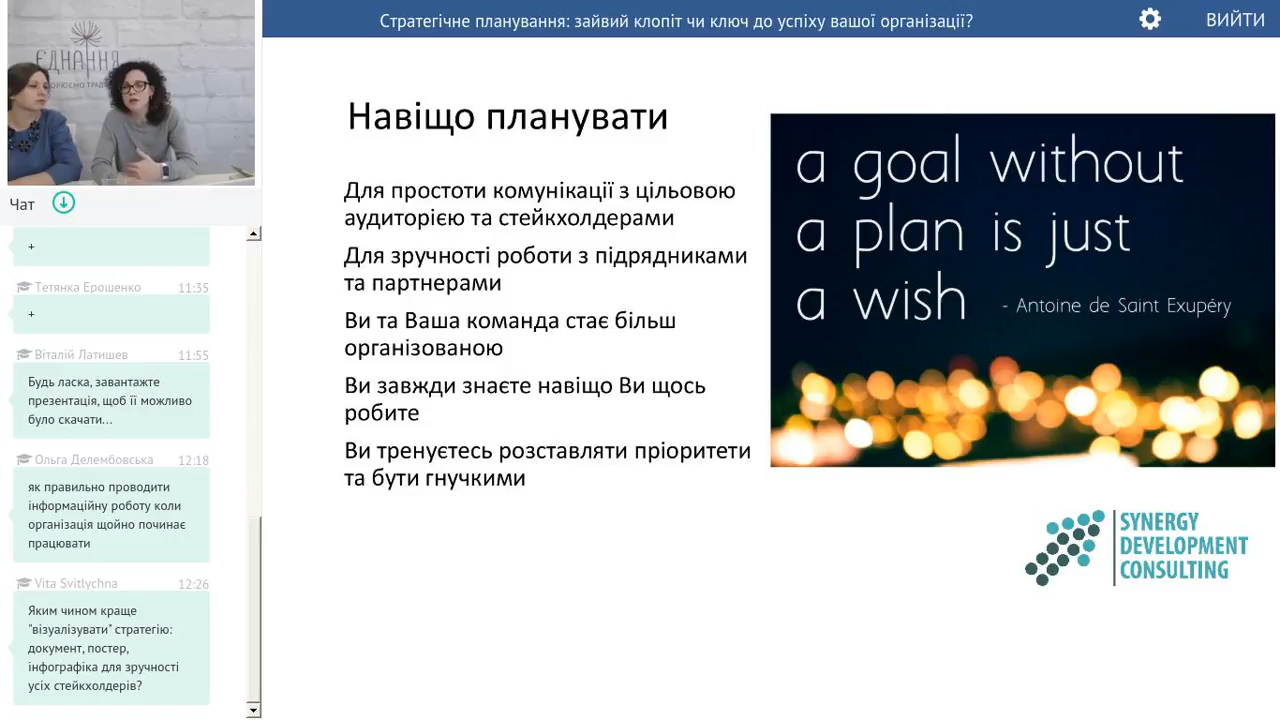 Стратегічне планування: зайвий клопіт чи ключ до успіху вашої організації?
ВИЙТИ
ЄДНАННЯ
Чат
+
Тетянка Ерошенко 11:35
+
Віталій Латишев 11:55
Будь ласка, завантажте
презентація, щоб її можливо
було скачати...
Ольга Делембовська 12:18
як правильно проводити
інформаційну роботу коли
організація щойно починає
працювати
Vita Svitlychna 12:26
Яким чином краще
"візуалізувати" стратегію:
документ, постер,
інфографіка для зручності
усіх стейкхолдерів?
Навіщо планувати
Для простоти комунікації з цільовою
аудиторією та стейкхолдерами
Для зручності роботи з підрядниками
та партнерами
Ви та Ваша команда стає більш
організованою
Ви завжди знаєте навіщо Ви щось
робите
Ви тренуєтесь розставляти пріоритети
та бути гнучкими
a goal without
a plan is just
a wish - Antoine de Saint Exupéry
SYNERGY
DEVELOPMENT
CONSULTING